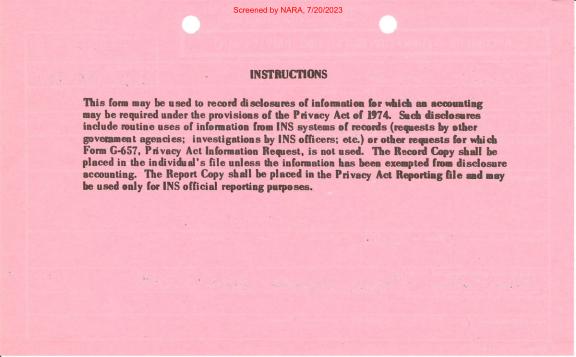 Screened by NARA, 7/20/2023
INSTRUCTIONS
This form may be used to record disclosures of information for which an accounting
may be required under the provisions of the Privacy Act of 1974. Such disclosures
include routine uses of information from INS systems of records (requests by other
government agencies; investigations by INS officers; etc.) or other requests for which
Form G-657, Privacy Act Information Request, is not used. The Record Copy shall be
placed in the individual's file unless the information has been exempted from disclosure
accounting. The Report Copy shall be placed in the Privacy Act Reporting file and may
be used only for INS official reporting purposes.